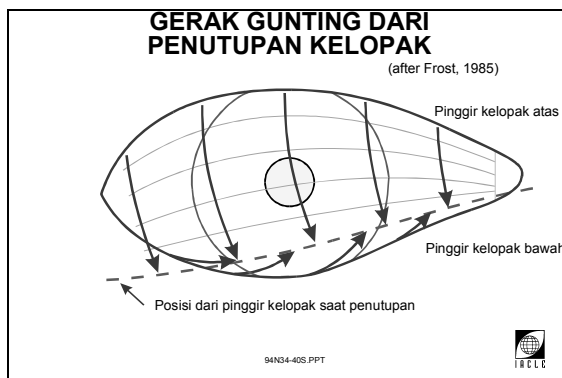 GERAK GUNTING DARI
PENUTUPAN KELOPAK
(after Frost, 1985)
Pinggir kelopak atas
Pinggir kelopak bawah
Posisi dari pinggir kelopak saat penutupan
94N34-40S.PPT
IACLE